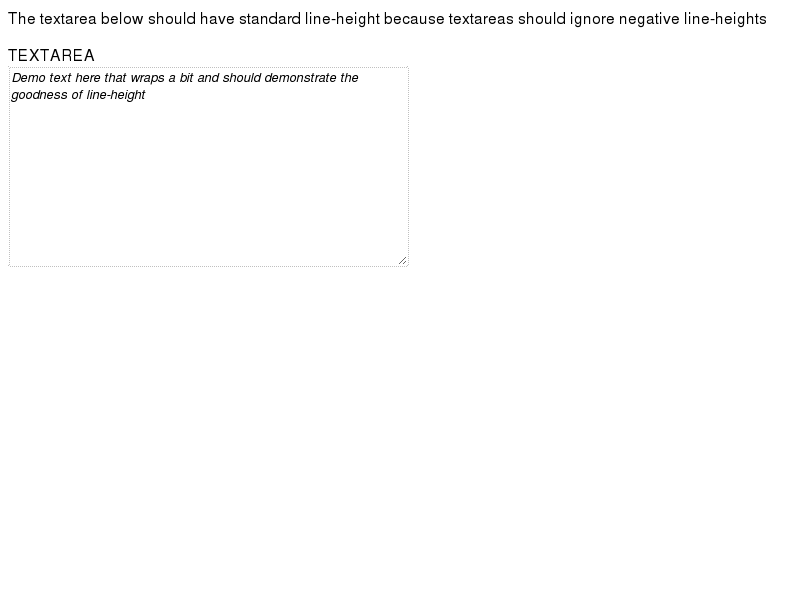 The textarea below should have standard line-height because textareas should ignore negative line-heights
TEXTAREA
Demo text here that wraps a bit and should demonstrate the
goodness of line-height